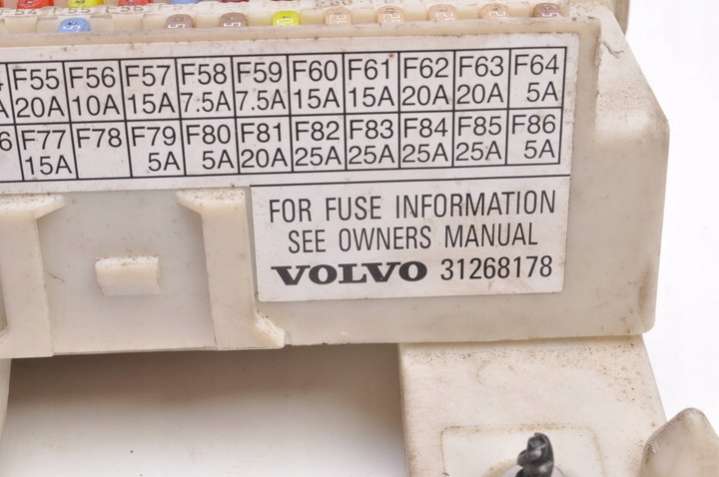 F55 F56 F57 F58 F59 F60 F61 F62 F63 F64
20A 10A 15A 7.5A 7.5A 15A 15A 20A 20A 5A
F77 F78 F79 F80 F81 F82 F83 F84 F85 F86
15A 5A 5A 20A 25A 25A 25A 25A 5A
FOR FUSE INFORMATION
SEE OWNERS MANUAL
VOLVO 31268178